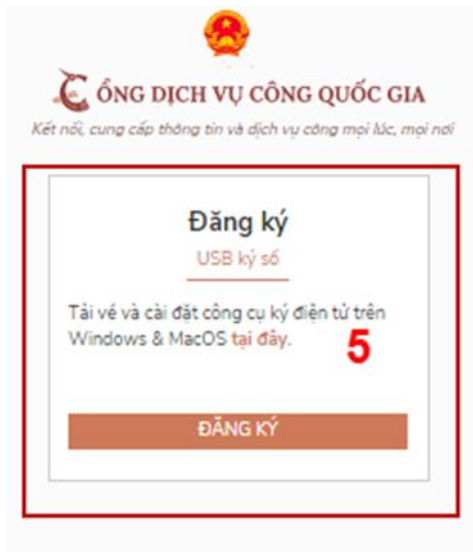 CỔNG DỊCH VỤ CÔNG QUỐC GIA
Kết nối, cung cấp thông tin và dịch vụ công mọi lúc, mọi nơi
Đăng ký
USB ký số
Tải về và cài đặt công cụ ký điện tử trên
Windows & MacOS tại đây.
5
ĐĂNG KÝ